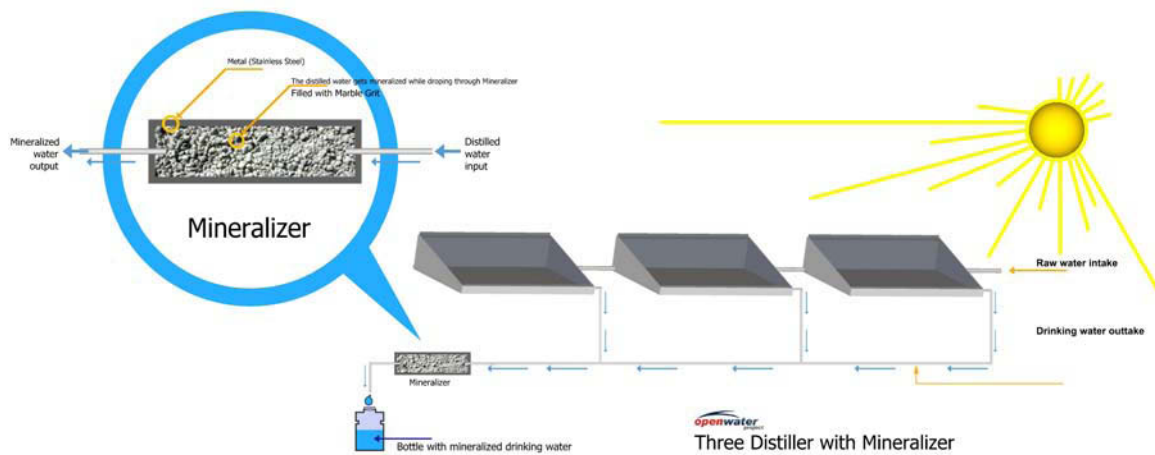 Metal (Stainless Steel)
The distilled water gets mineralized while droping through Mineralizer
Filled with Marble Grit
Mineralized
water
output
Distilled
water
input
Mineralizer
Raw water intake
Drinking water outtake
Mineralizer
Bottle with mineralized drinking water
openwater
project
Three Distiller with Mineralizer